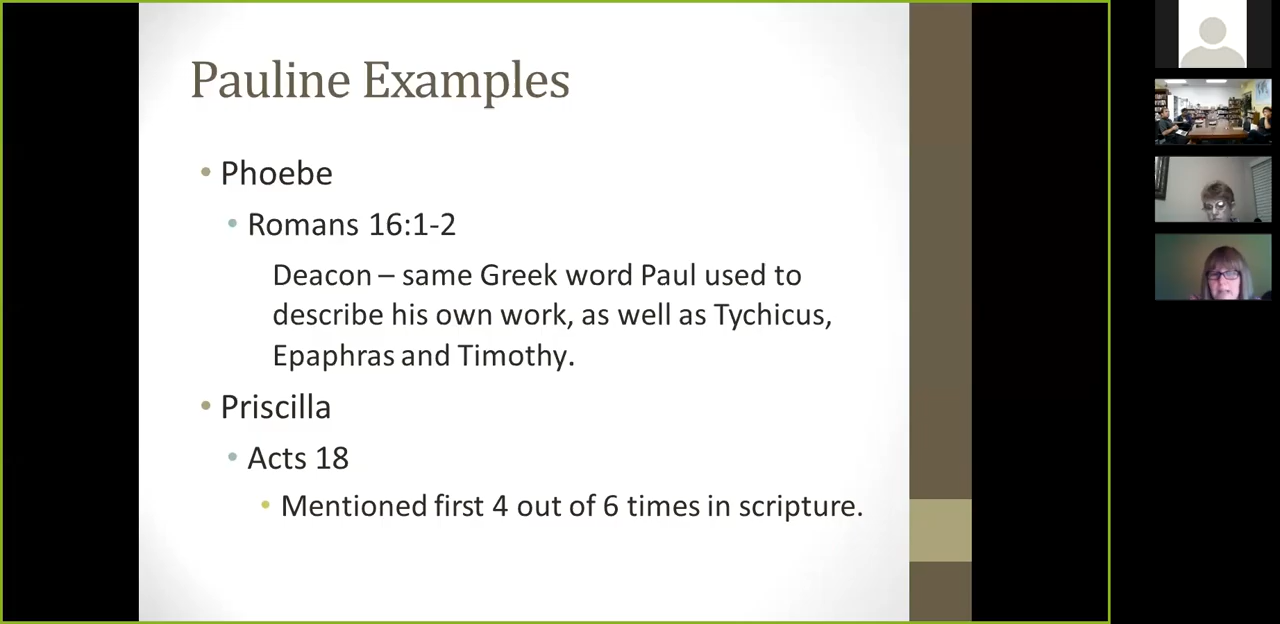 Pauline Examples
• Phoebe
• Romans 16:1-2
Deacon – same Greek word Paul used to
describe his own work, as well as Tychicus,
Epaphras and Timothy.
• Priscilla
• Acts 18
• Mentioned first 4 out of 6 times in scripture.